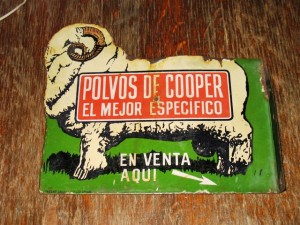 POLVOS DE COOPER
EL MEJOR ESPECIFICO
EN VENTA
AQUI